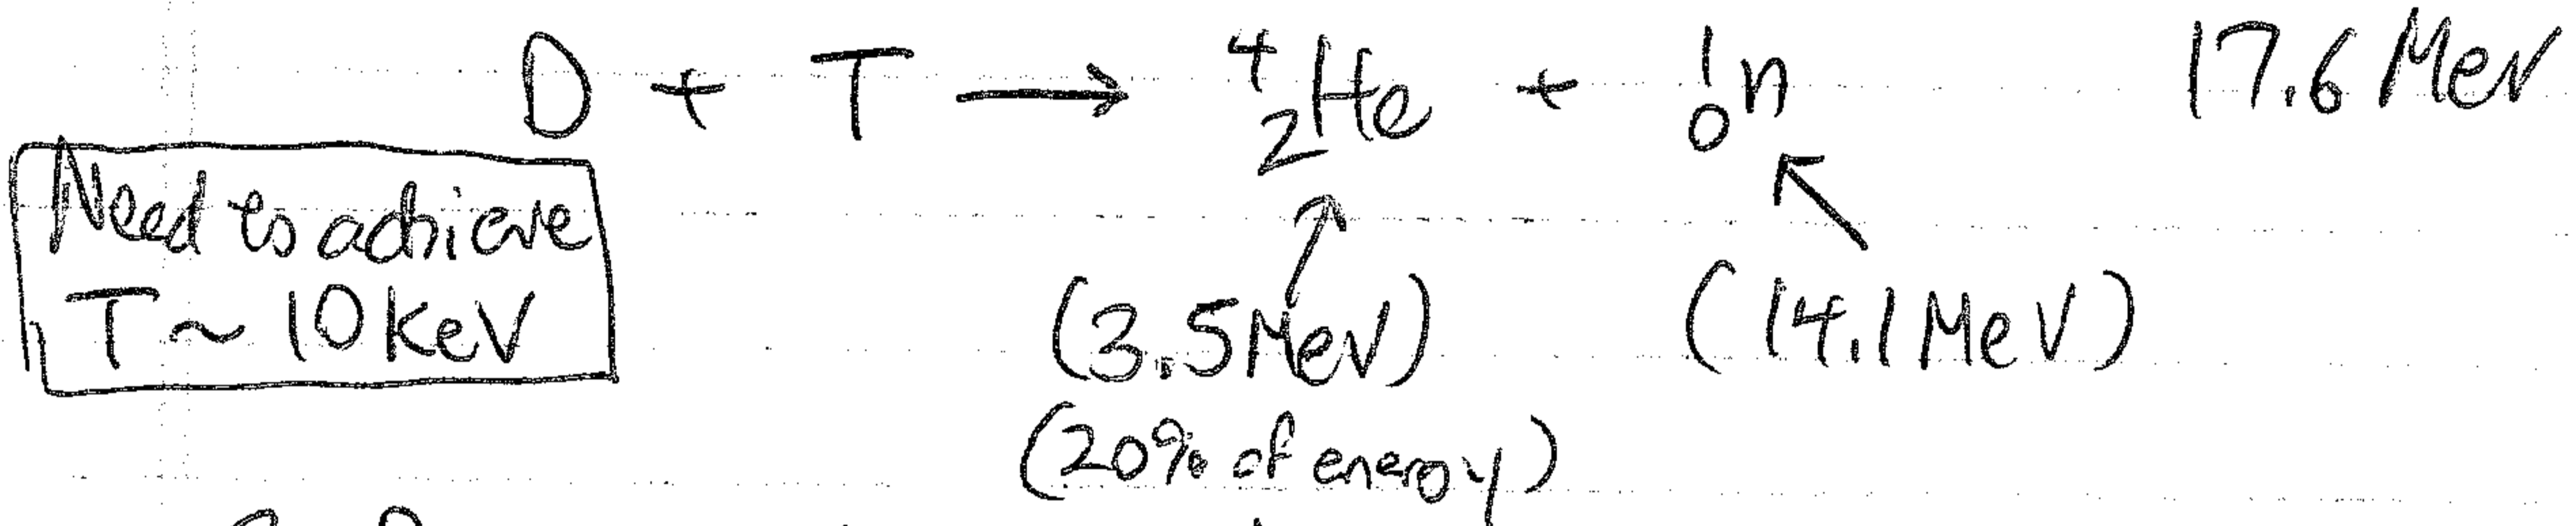 D + T → ⁴₂He + ¹₀n 17.6 MeV
Need to achieve
T ~ 10 keV
(3.5 MeV) (14.1 MeV)
(20% of energy)